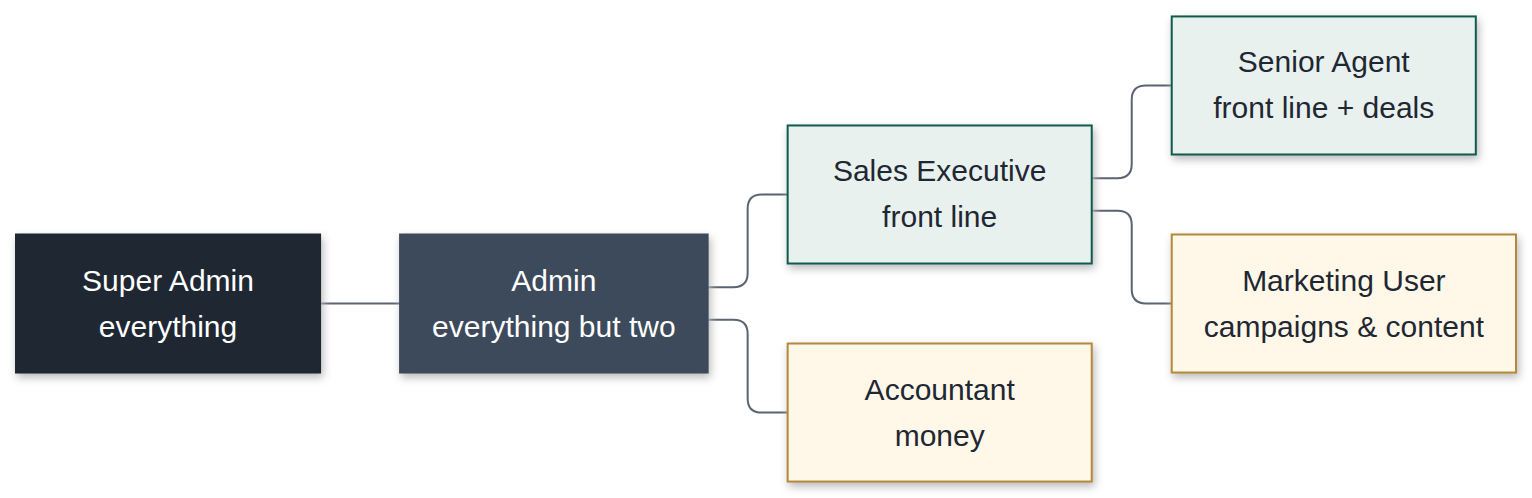 Super Admin
everything
Admin
everything but two
Sales Executive
front line
Accountant
money
Senior Agent
front line + deals
Marketing User
campaigns & content